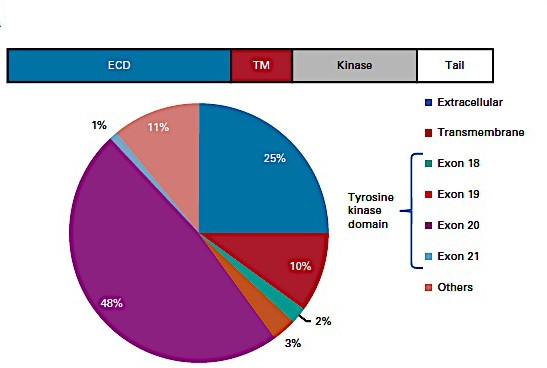 ECD TM Kinase Tail
Extracellular
Transmembrane
Exon 18
Exon 19
Exon 20
Exon 21
Others
Tyrosine
kinase
domain
1%
11%
25%
10%
2%
3%
48%